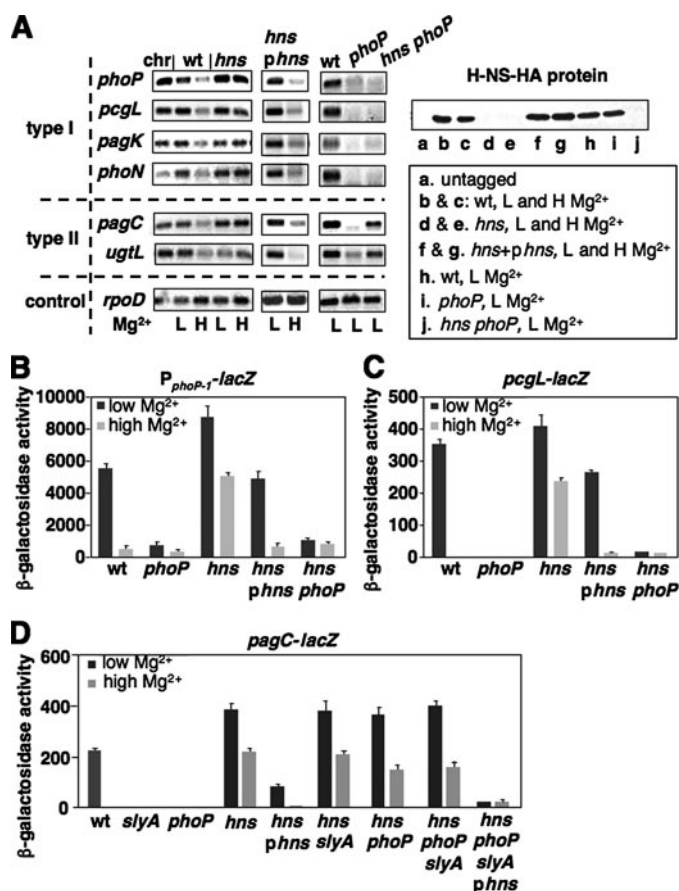 A
chr wt hns
hns
phns
wt phoP hns phoP
type I
phoP
pcgL
pagK
phoN
type II
pagC
ugtL
control
rpoD
Mg2+ L H L H L H L L L
H-NS-HA protein
a b c d e f g h i j
a. untagged
b & c: wt, L and H Mg2+
d & e. hns, L and H Mg2+
f & g. hns+phns, L and H Mg2+
h. wt, L Mg2+
i. phoP, L Mg2+
j. hns phoP, L Mg2+
B
PphoP-1-lacZ
low Mg2+
high Mg2+
β-galactosidase activity
10000
8000
6000
4000
2000
0
wt phoP hns hns phns hns phoP
C
pcgL-lacZ
low Mg2+
high Mg2+
β-galactosidase activity
500
400
300
200
100
0
wt phoP hns hns phns hns phoP
D
pagC-lacZ
low Mg2+
high Mg2+
β-galactosidase activity
600
400
200
0
wt slyA phoP hns hns phns hns slyA hns phoP hns phoP slyA hns phoP slyA phns